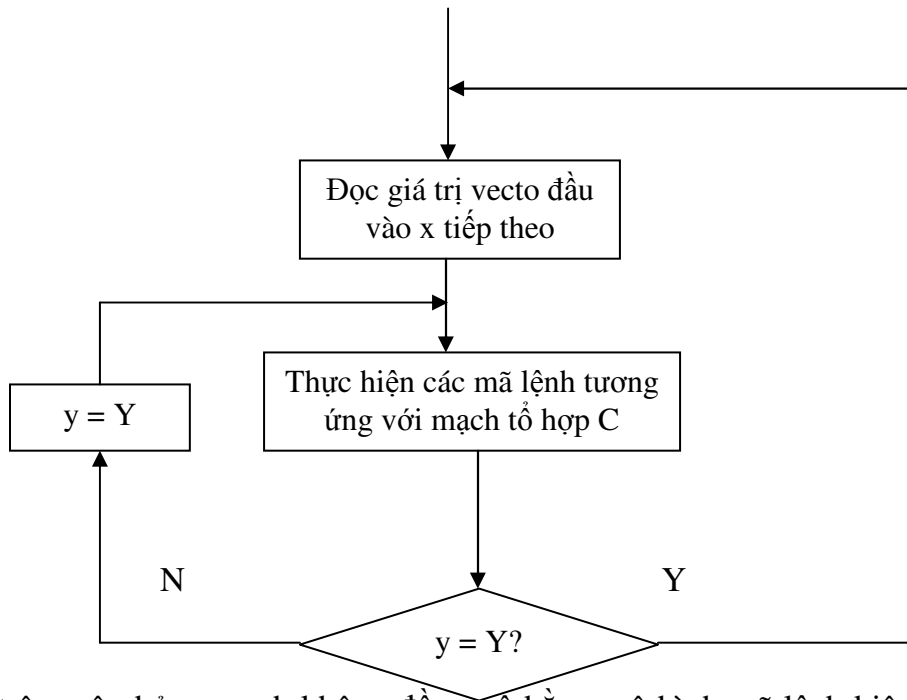 Đọc giá trị vecto đầu
vào x tiếp theo
Thực hiện các mã lệnh tương
ứng với mạch tổ hợp C
y = Y
N
Y
y = Y?